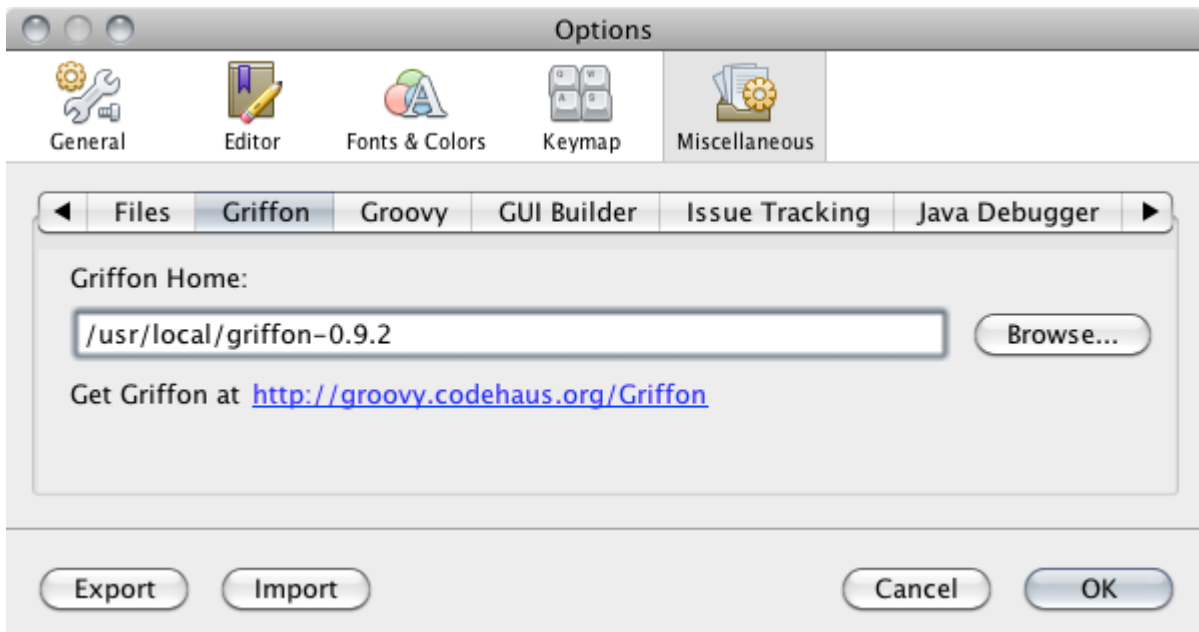 Options
General Editor Fonts & Colors Keymap Miscellaneous
Files Griffon Groovy GUI Builder Issue Tracking Java Debugger
Griffon Home:
/usr/local/griffon-0.9.2 Browse...
Get Griffon at http://groovy.codehaus.org/Griffon
Export Import Cancel OK